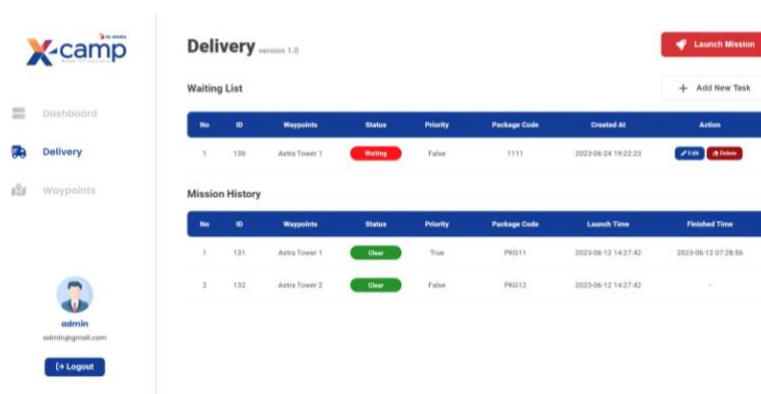 X-camp
Dashboard
Delivery
Waypoints
admin
admin@gmail.com
Logout
Delivery version 1.0
Launch Mission
Waiting List
+ Add New Task
No ID Waypoints Status Priority Package Code Created At Action
1 136 Astra Tower 1 Waiting False 1111 2023-06-24 19:22:23 Edit Delete
Mission History
No ID Waypoints Status Priority Package Code Launch Time Finished Time
1 131 Astra Tower 1 Clear True PKG11 2023-06-12 14:27:42 2023-06-12 07:28:56
2 132 Astra Tower 2 Clear False PKG12 2023-06-12 14:27:42 -